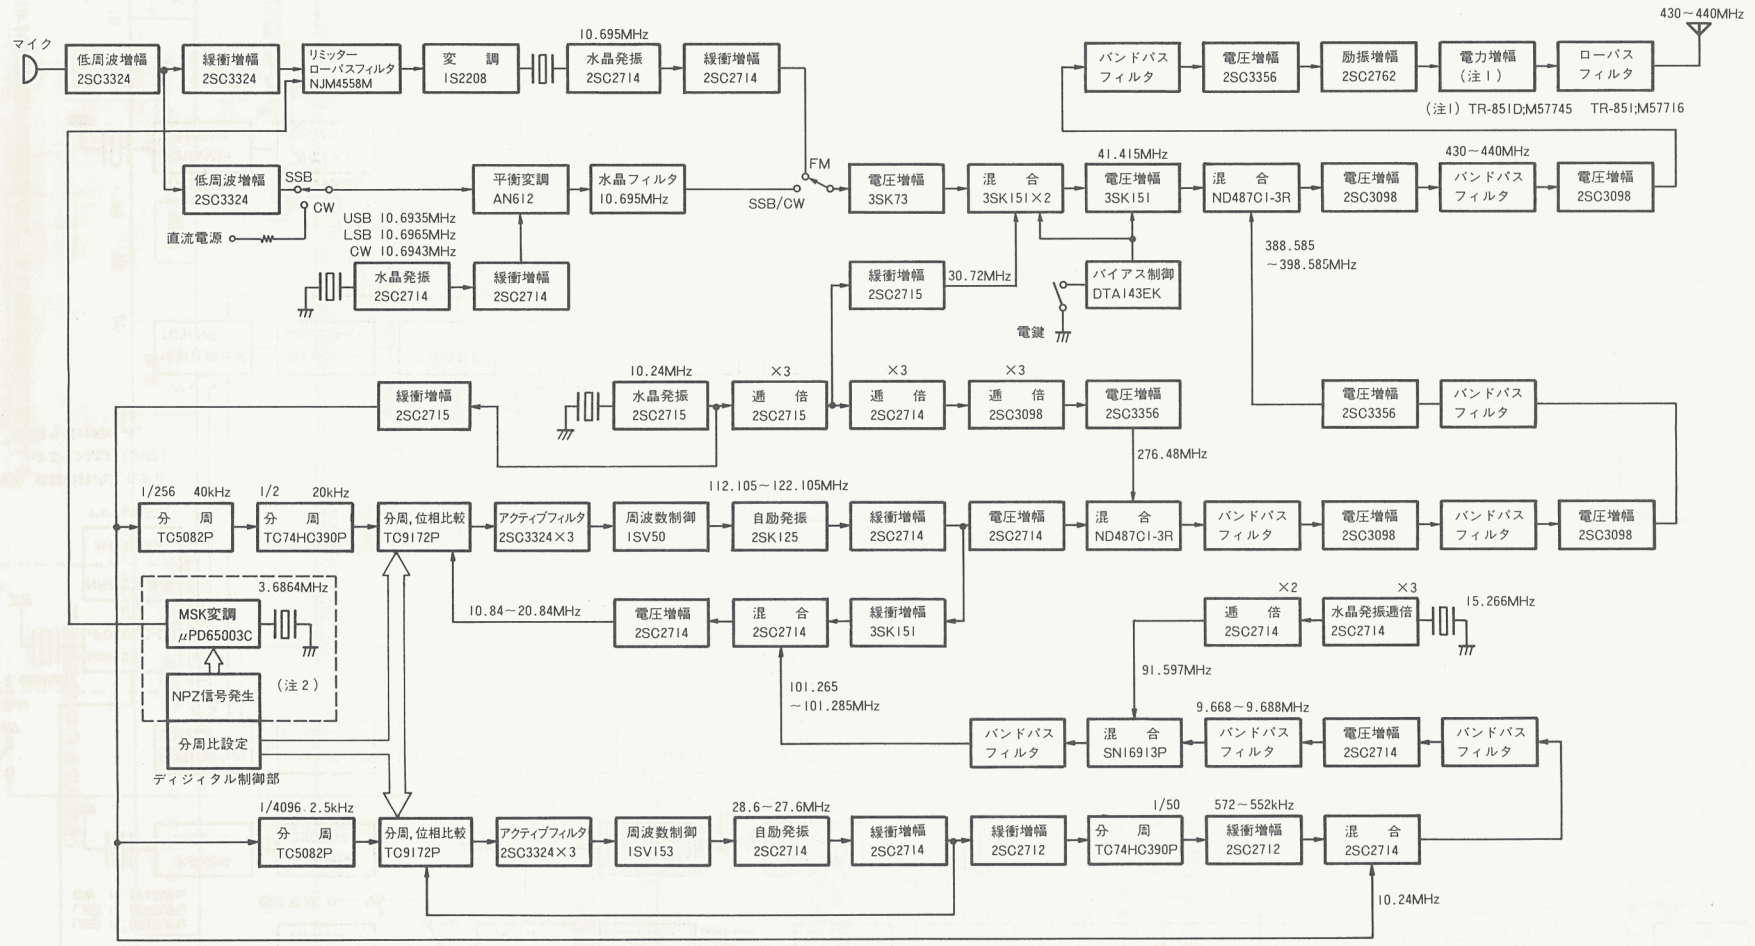 マイク
低周波増幅
2SC3324
緩衝増幅
2SC3324
リミッター
ローパスフィルタ
NJM4558M
変　調
1S2208
10.695MHz
水晶発振
2SC2714
緩衝増幅
2SC2714
バンドパス
フィルタ
電圧増幅
2SC3356
励振増幅
2SC2762
電力増幅
(注1)
ローパス
フィルタ
430～440MHz
(注1) TR-851D;M57745　TR-851;M57716
低周波増幅
2SC3324
SSB
CW
直流電源
平衡変調
AN612
水晶フィルタ
10.695MHz
FM
SSB/CW
電圧増幅
3SK73
混　合
3SK151×2
41.415MHz
電圧増幅
3SK151
混　合
ND487C1-3R
電圧増幅
2SC3098
430～440MHz
バンドパス
フィルタ
電圧増幅
2SC3098
USB 10.6935MHz
LSB 10.6965MHz
CW 10.6943MHz
水晶発振
2SC2714
緩衝増幅
2SC2714
緩衝増幅
2SC2715
30.72MHz
バイアス制御
DTA143EK
電鍵
388.585
～398.585MHz
緩衝増幅
2SC2715
10.24MHz
水晶発振
2SC2715
×3
逓　倍
2SC2715
×3
逓　倍
2SC2714
×3
逓　倍
2SC3098
電圧増幅
2SC3356
電圧増幅
2SC3356
バンドパス
フィルタ
276.48MHz
1/256　40kHz
分　周
TC5082P
1/2　20kHz
分　周
TC74HC390P
分周,位相比較
TC9172P
アクティブフィルタ
2SC3324×3
周波数制御
1SV50
112.105～122.105MHz
自励発振
2SK125
緩衝増幅
2SC2714
電圧増幅
2SC2714
混　合
ND487C1-3R
バンドパス
フィルタ
電圧増幅
2SC3098
バンドパス
フィルタ
電圧増幅
2SC3098
3.6864MHz
MSK変調
μPD65003C
(注2)
NPZ信号発生
分周比設定
ディジィタル制御部
10.84～20.84MHz
電圧増幅
2SC2714
混　合
2SC2714
緩衝増幅
3SK151
×2
逓　倍
2SC2714
×3
水晶発振逓倍
2SC2714
15.266MHz
91.597MHz
101.265
～101.285MHz
バンドパス
フィルタ
混　合
SN16913P
9.668～9.688MHz
バンドパス
フィルタ
電圧増幅
2SC2714
バンドパス
フィルタ
1/4096 2.5kHz
分　周
TC5082P
分周,位相比較
TC9172P
アクティブフィルタ
2SC3324×3
周波数制御
1SV153
28.6～27.6MHz
自励発振
2SC2714
緩衝増幅
2SC2714
緩衝増幅
2SC2712
1/50
分　周
TC74HC390P
572～552kHz
緩衝増幅
2SC2712
混　合
2SC2714
10.24MHz